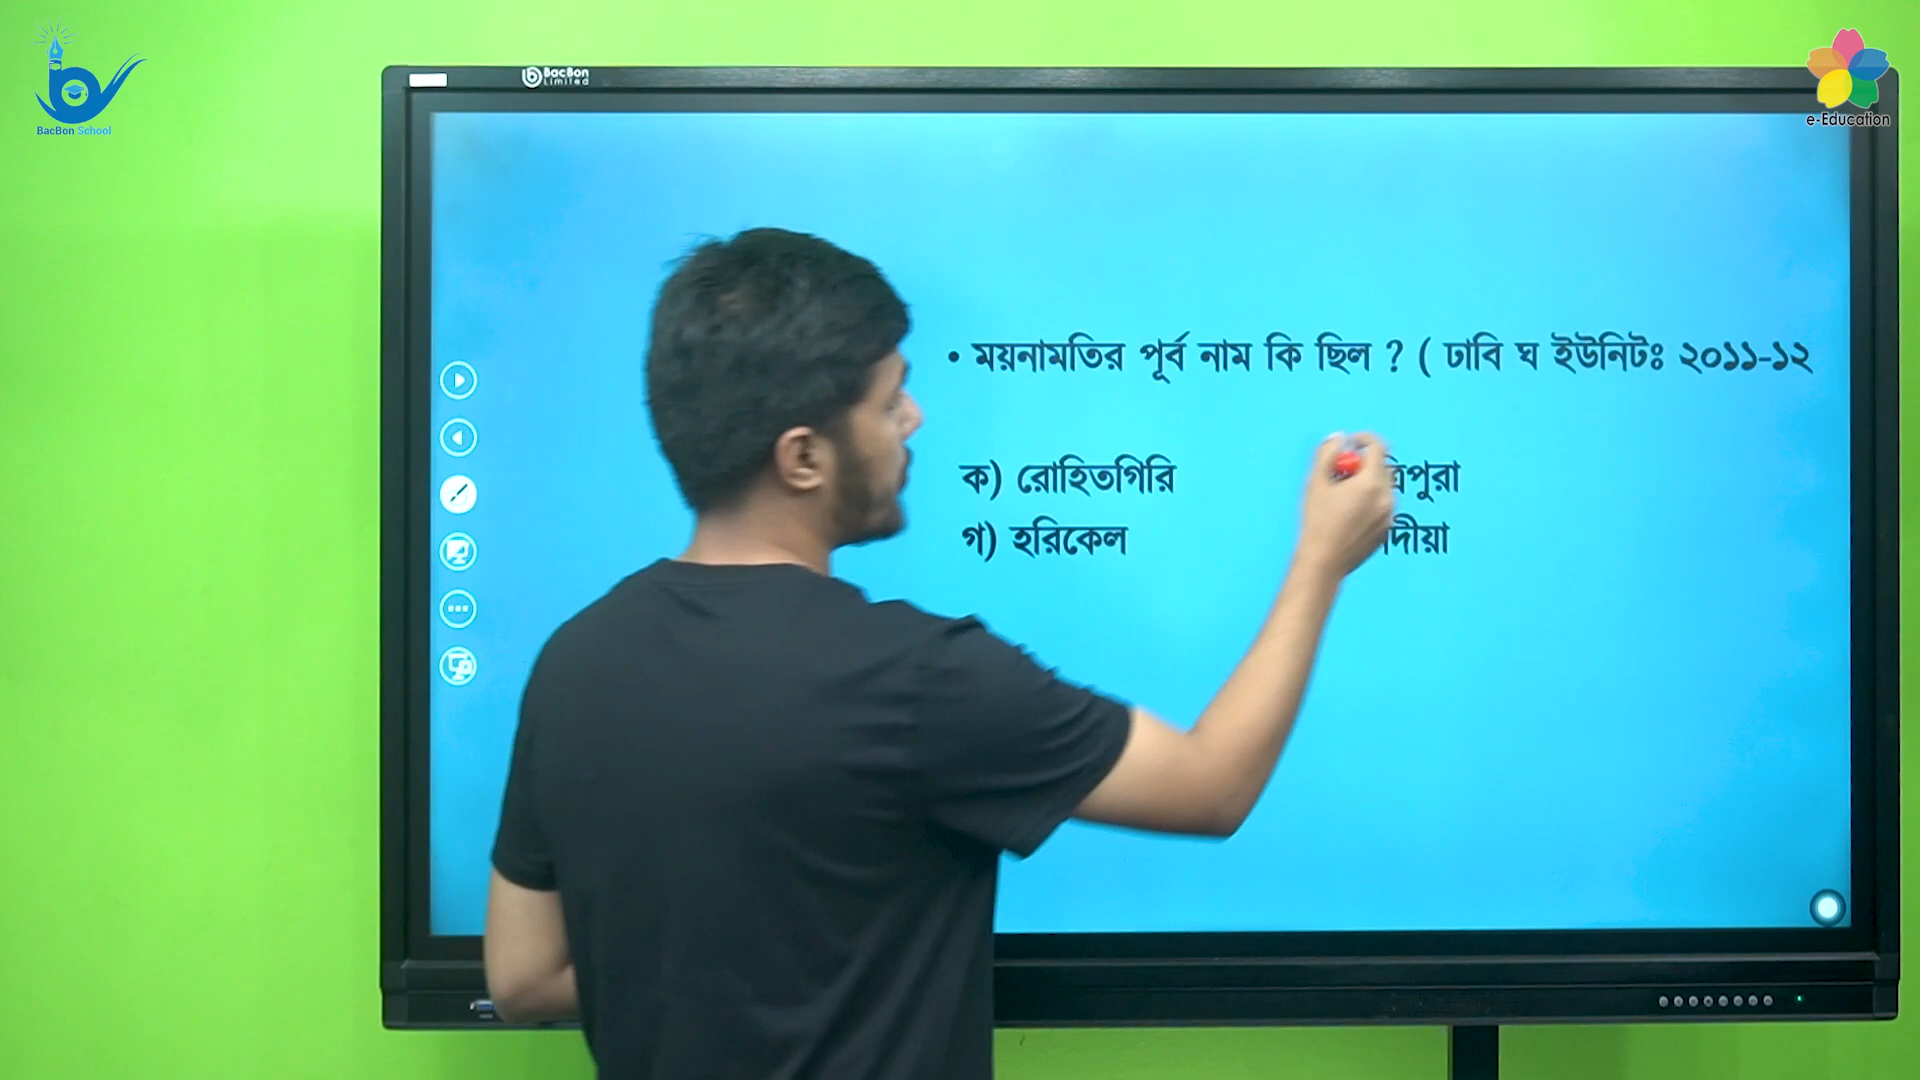 BacBon School
BacBon
Limited
e-Education
• ময়নামতির পূর্ব নাম কি ছিল ? ( ঢাবি ঘ ইউনিটঃ ২০১১-১২
ক) রোহিতগিরি
গ) হরিকেল